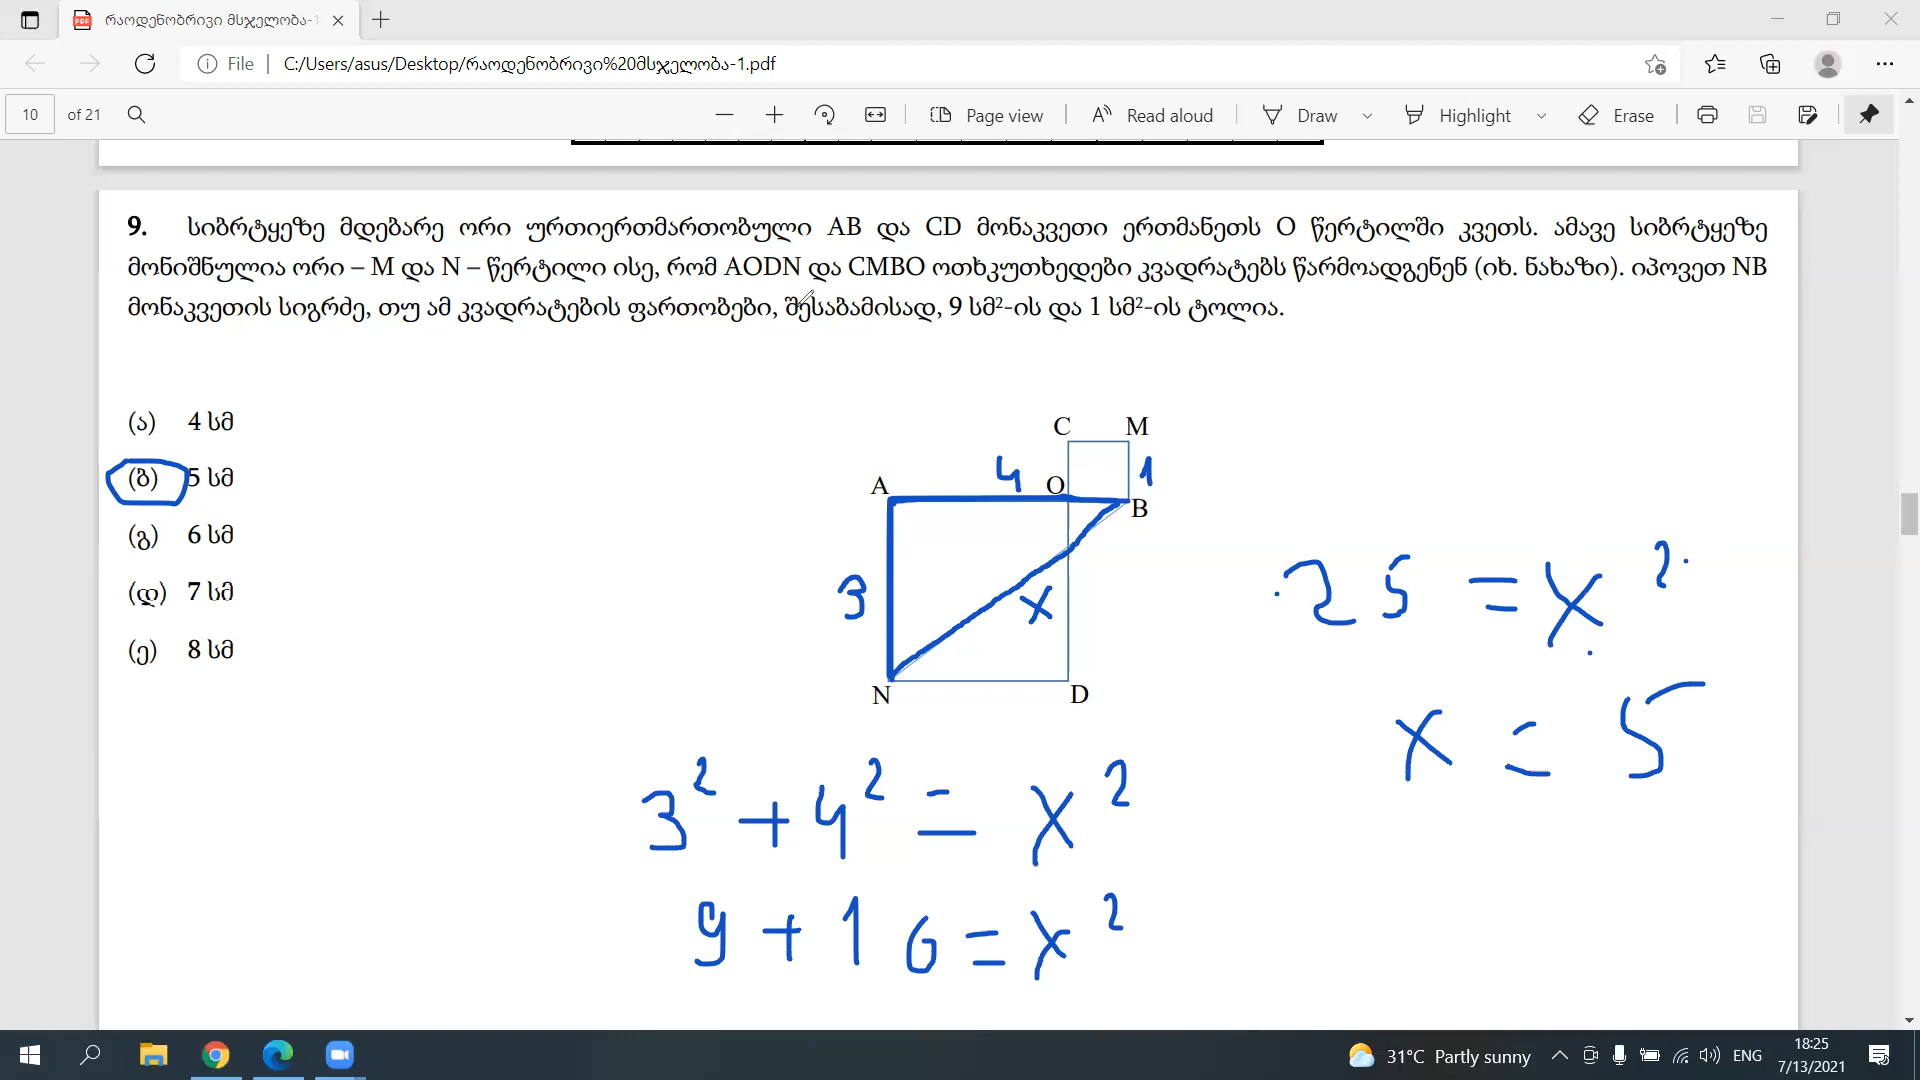 რაოდენობრივი მსჯელობა-1
File C:/Users/asus/Desktop/რაოდენობრივი%20მსჯელობა-1.pdf
10 of 21 Page view Read aloud Draw Highlight Erase
9. სიბრტყეზე მდებარე ორი ურთიერთმართობული AB და CD მონაკვეთი ერთმანეთს O წერტილში კვეთს. ამავე სიბრტყეზე
მონიშნულია ორი – M და N – წერტილი ისე, რომ AODN და CMBO ოთხკუთხედები კვადრატებს წარმოადგენენ (იხ. ნახაზი). იპოვეთ NB
მონაკვეთის სიგრძე, თუ ამ კვადრატების ფართობები, შესაბამისად, 9 სმ²-ის და 1 სმ²-ის ტოლია.
(ა) 4 სმ
(ბ) 5 სმ
(გ) 6 სმ
(დ) 7 სმ
(ე) 8 სმ
C M
4 1
A O B
3 x
N D
25 = x²
x = 5
3² + 4² = x²
9 + 16 = x²
31°C Partly sunny ENG 18:25
7/13/2021